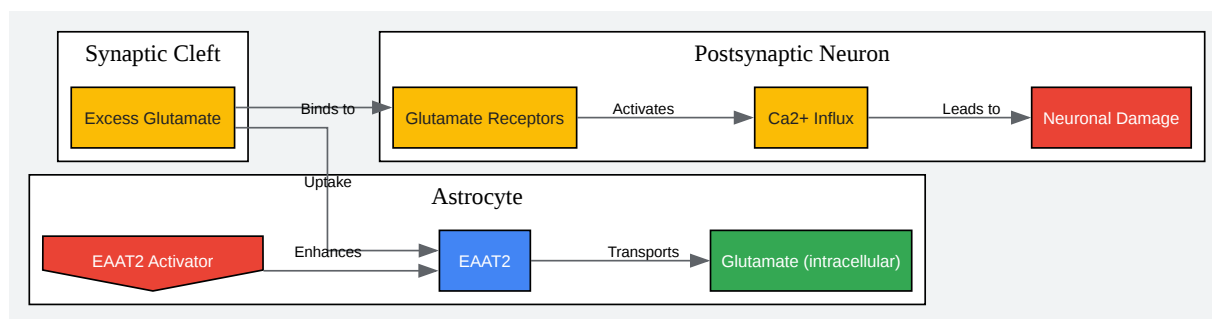 Synaptic Cleft
Postsynaptic Neuron
Excess Glutamate
Binds to
Glutamate Receptors
Activates
Ca2+ Influx
Leads to
Neuronal Damage
Uptake
Astrocyte
EAAT2 Activator
Enhances
EAAT2
Transports
Glutamate (intracellular)